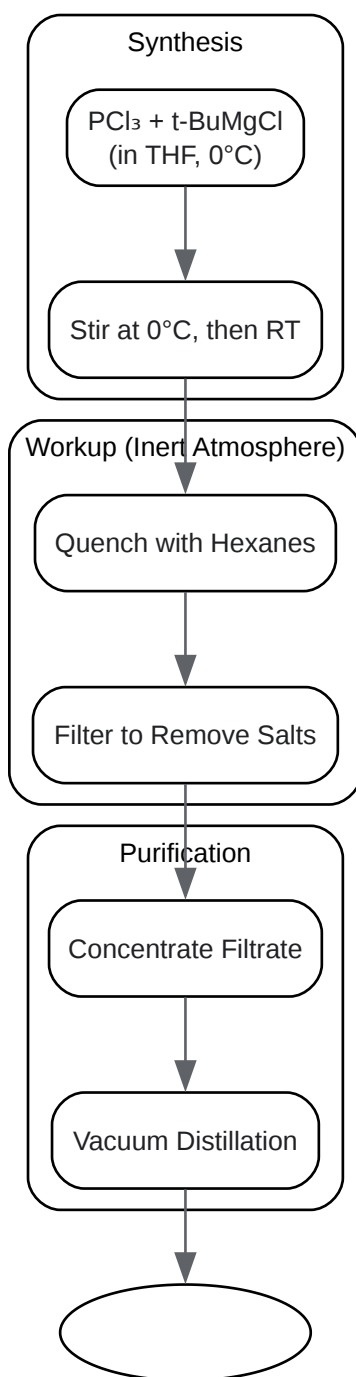 Synthesis
PCl₃ + t-BuMgCl
(in THF, 0°C)
Stir at 0°C, then RT
Workup (Inert Atmosphere)
Quench with Hexanes
Filter to Remove Salts
Purification
Concentrate Filtrate
Vacuum Distillation